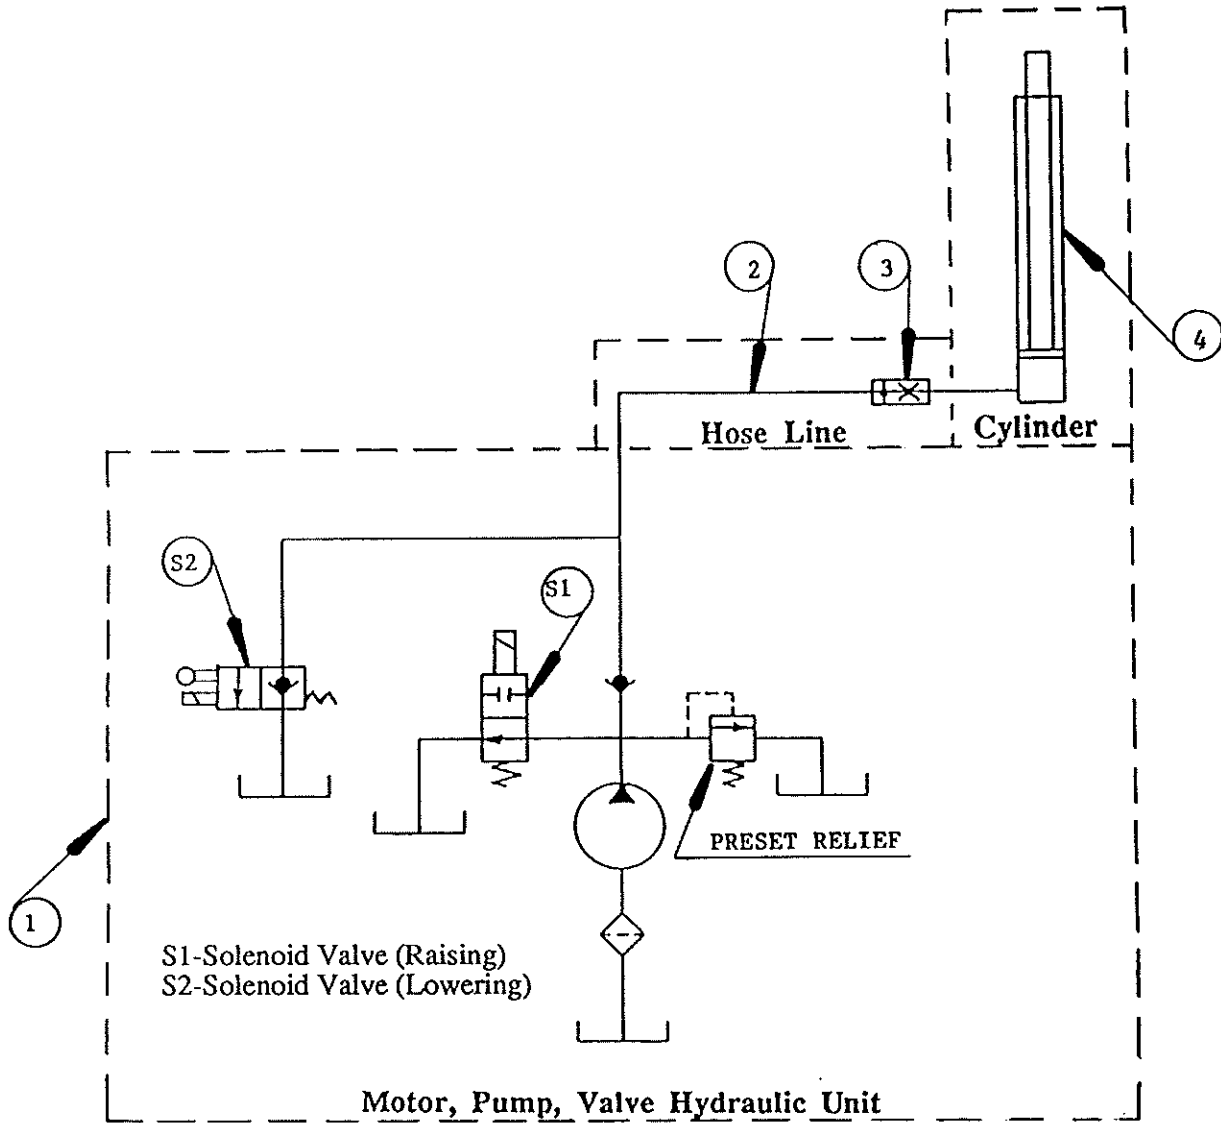 2
3
4
Hose Line
Cylinder
S2
S1
PRESET RELIEF
1
S1-Solenoid Valve (Raising)
S2-Solenoid Valve (Lowering)
Motor, Pump, Valve Hydraulic Unit